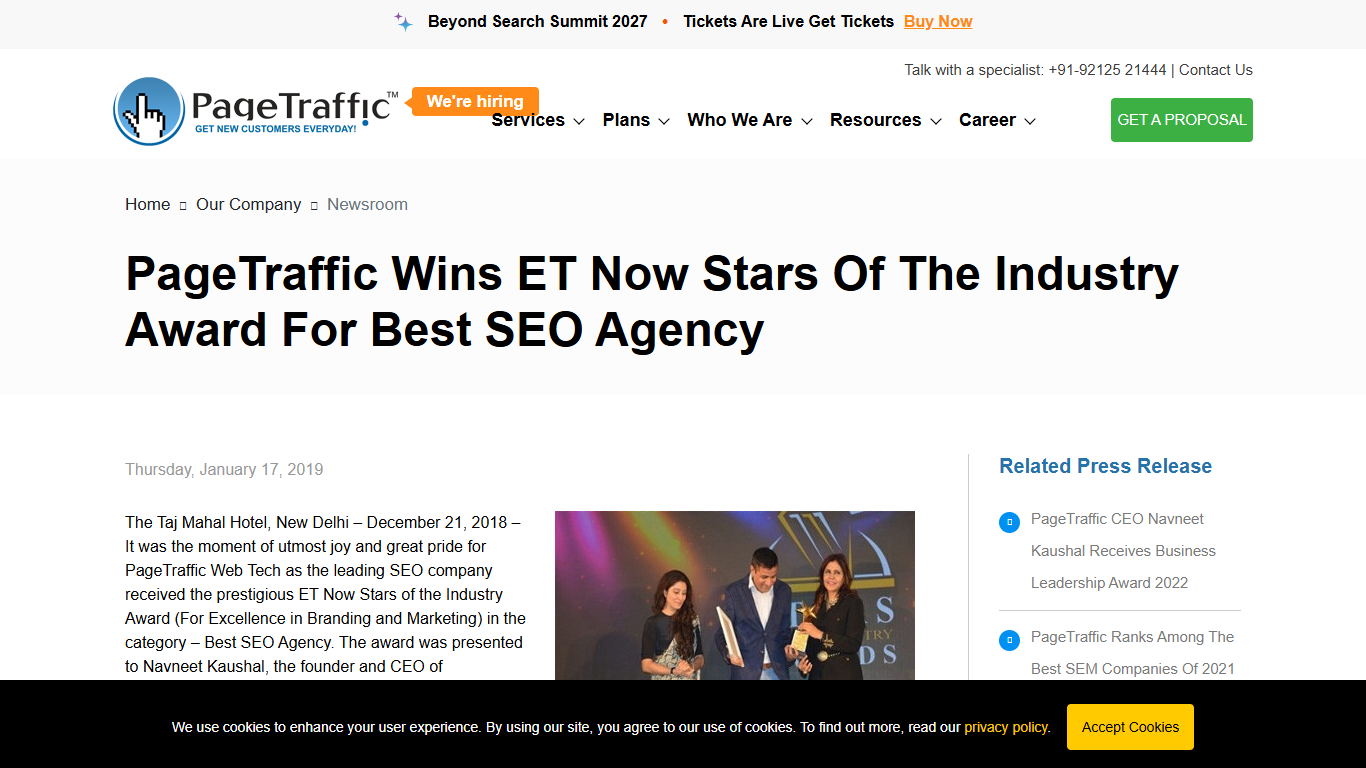 Beyond Search Summit 2027 • Tickets Are Live Get Tickets Buy Now
Talk with a specialist: +91-92125 21444 | Contact Us
PageTraffic™
GET NEW CUSTOMERS EVERYDAY!
We're hiring
Services Plans Who We Are Resources Career
GET A PROPOSAL
Home Our Company Newsroom
PageTraffic Wins ET Now Stars Of The Industry
Award For Best SEO Agency
Thursday, January 17, 2019
The Taj Mahal Hotel, New Delhi – December 21, 2018 –
It was the moment of utmost joy and great pride for
PageTraffic Web Tech as the leading SEO company
received the prestigious ET Now Stars of the Industry
Award (For Excellence in Branding and Marketing) in the
category – Best SEO Agency. The award was presented
to Navneet Kaushal, the founder and CEO of
Related Press Release
PageTraffic CEO Navneet
Kaushal Receives Business
Leadership Award 2022
PageTraffic Ranks Among The
Best SEM Companies Of 2021
We use cookies to enhance your user experience. By using our site, you agree to our use of cookies. To find out more, read our privacy policy.
Accept Cookies